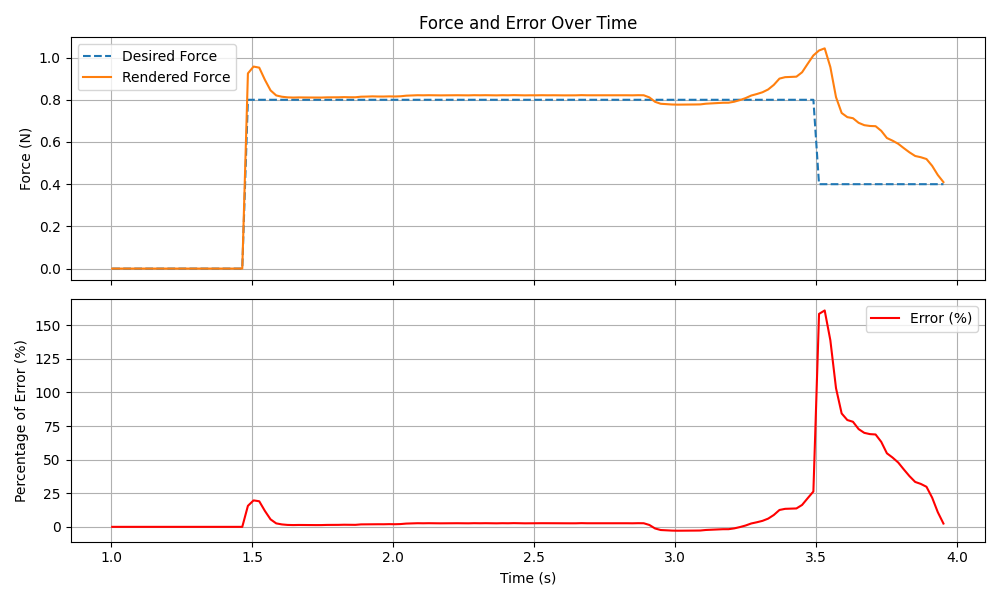 Force and Error Over Time
Desired Force
Rendered Force
1.0
0.8
0.6
0.4
0.2
0.0
Force (N)
Error (%)
150
125
100
75
50
25
0
Percentage of Error (%)
1.0 1.5 2.0 2.5 3.0 3.5 4.0
Time (s)